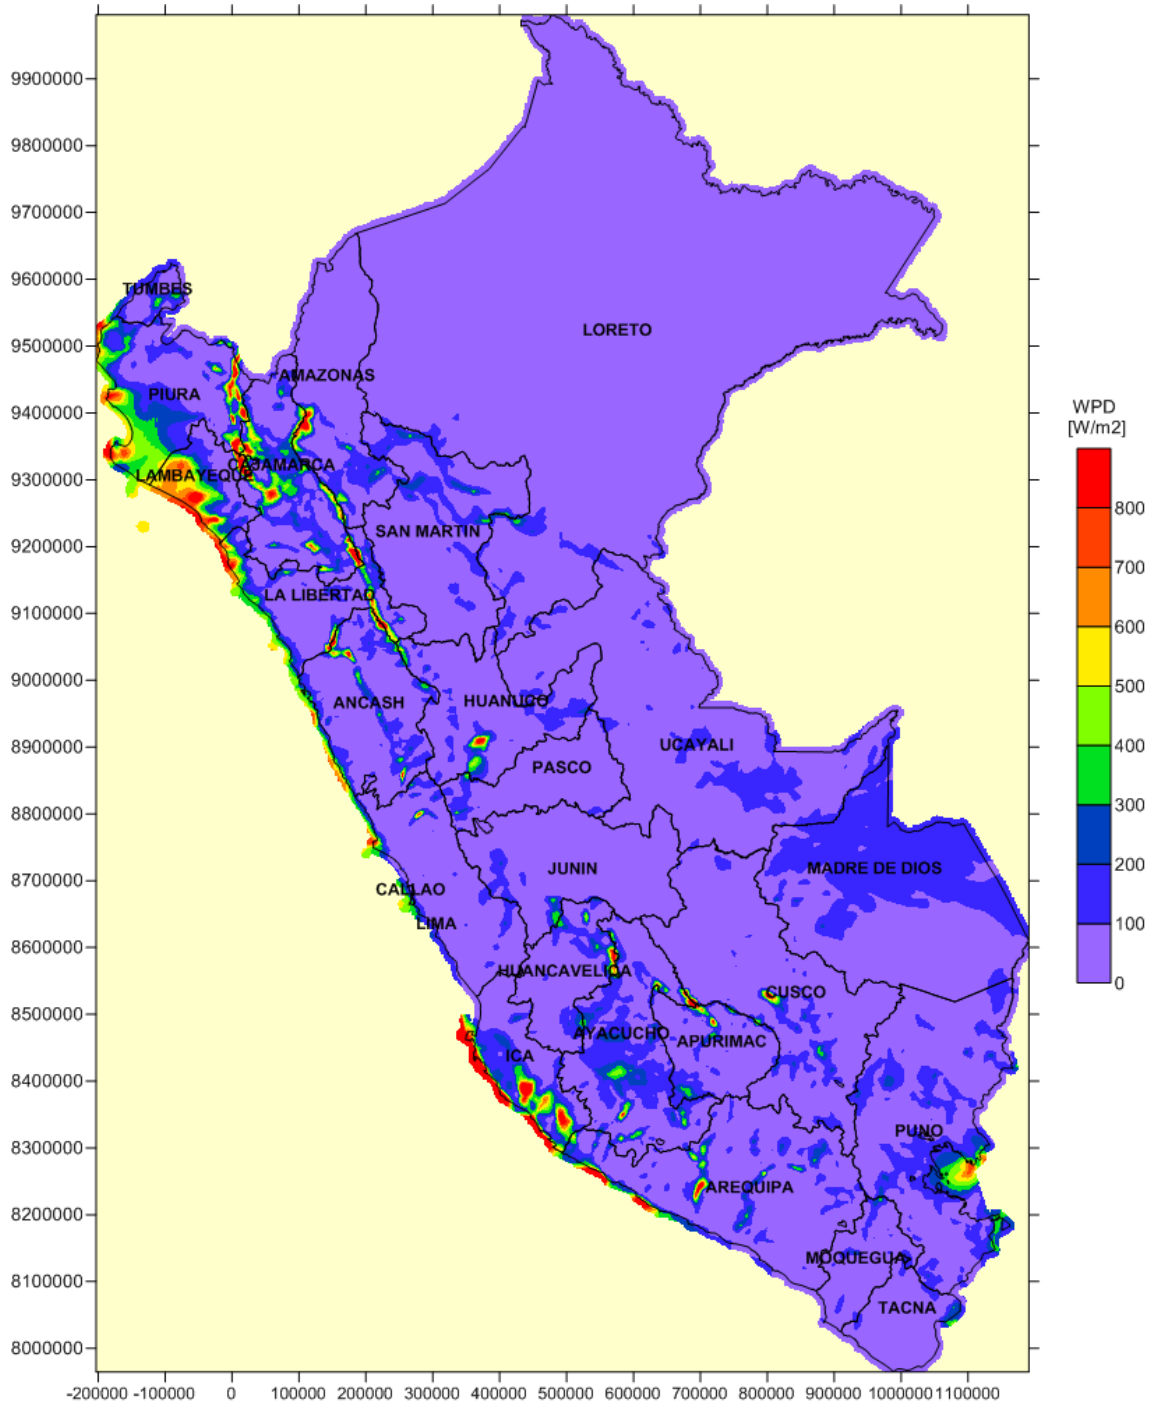 9900000
9800000
9700000
9600000
TUMBES
LORETO
9500000
AMAZONAS
PIURA
9400000
WPD
[W/m2]
CAJAMARCA
LAMBAYEQUE
9300000
SAN MARTIN
800
9200000
700
LA LIBERTAD
9100000
600
9000000
500
ANCASH
HUANUCO
400
UCAYALI
8900000
PASCO
300
8800000
200
JUNIN
MADRE DE DIOS
8700000
CALLAO
100
LIMA
8600000
0
HUANCAVELICA
CUSCO
8500000
AYACUCHO
APURIMAC
ICA
8400000
PUNO
8300000
AREQUIPA
8200000
MOQUEGUA
8100000
TACNA
8000000
-200000 -100000 0 100000 200000 300000 400000 500000 600000 700000 800000 900000 1000000 1100000